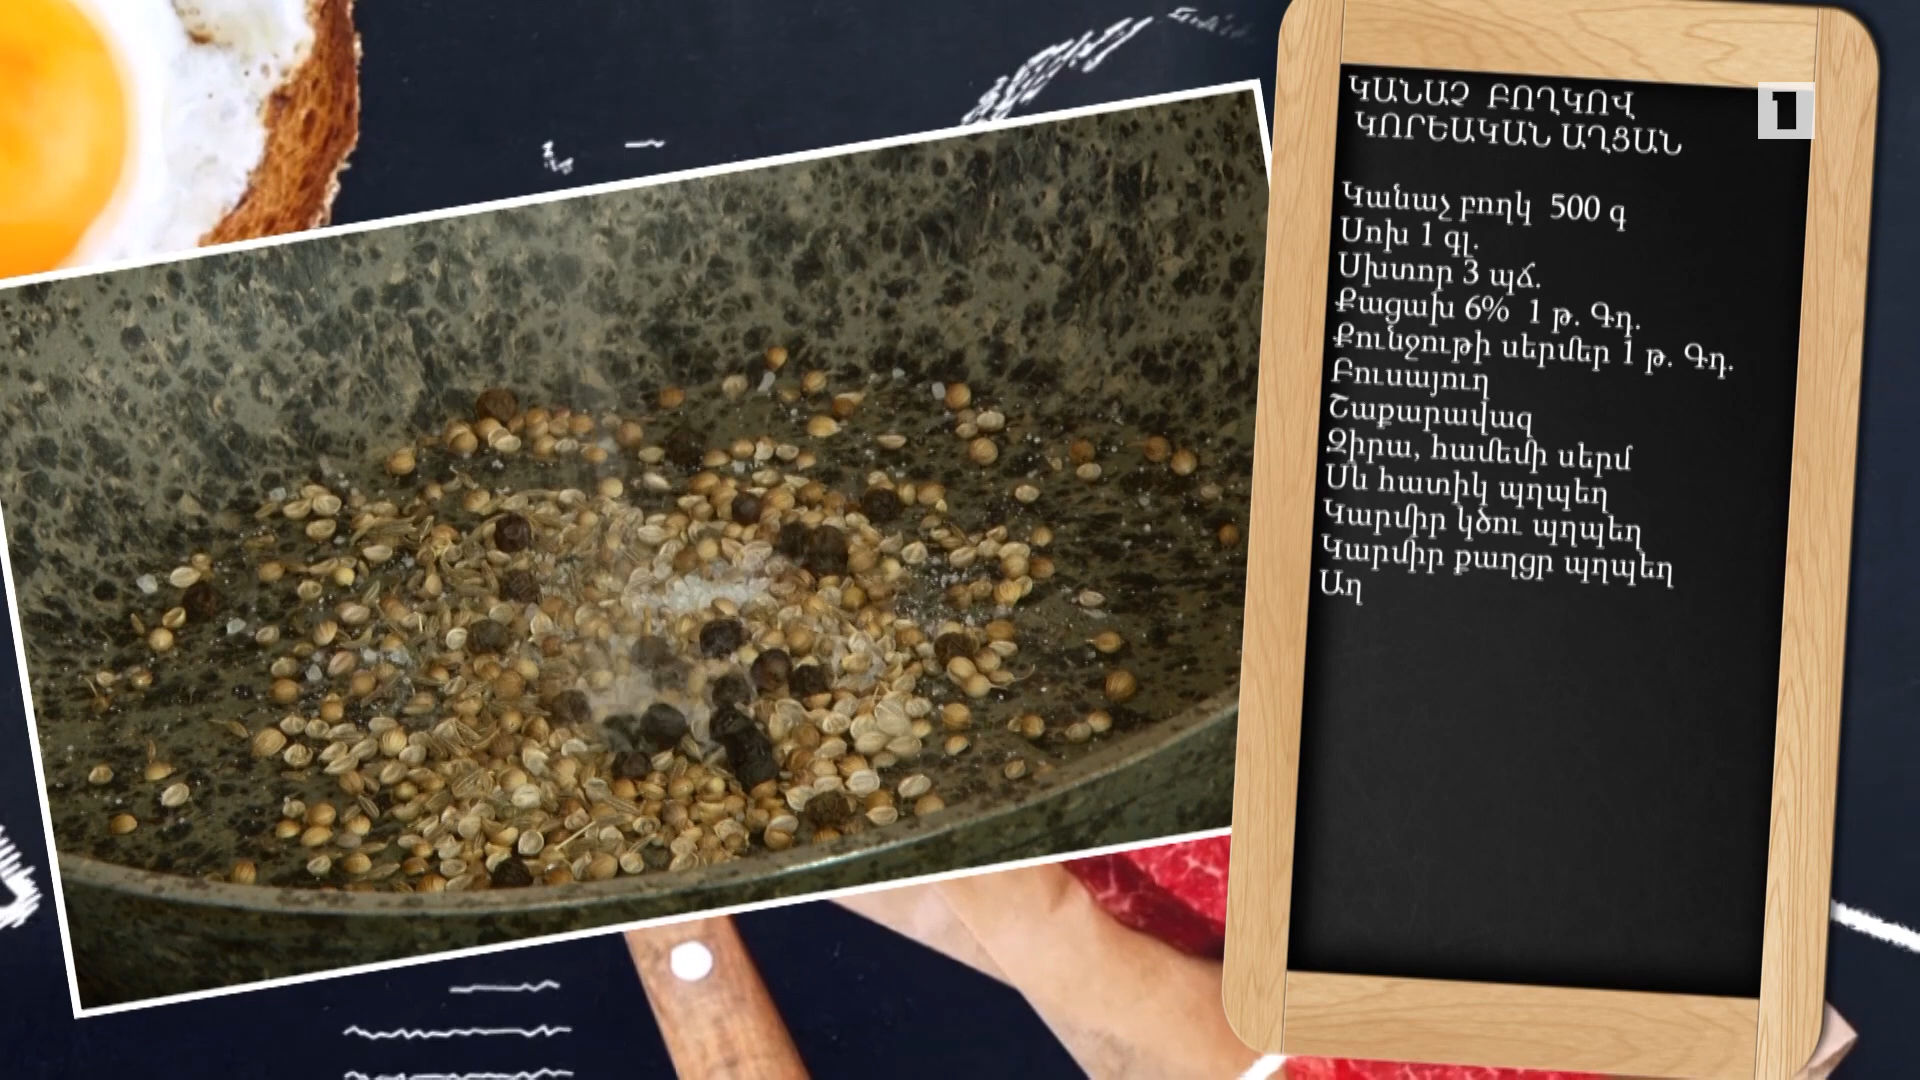 ԿԱՆԱՉ ԲՈՂԿՈՎ
ԿՈՐԵԱԿԱՆ ԱՂՑԱՆ
Կանաչ բողկ 500 գ
Սոխ 1 գլ.
Սխտոր 3 պճ.
Քացախ 6% 1 թ. Գդ.
Քունջութի սերմեր 1 թ. Գդ.
Բուսայուղ
Շաքարավազ
Զիրա, համեմի սերմ
Սև հատիկ պղպեղ
Կարմիր կծու պղպեղ
Կարմիր քաղցր պղպեղ
Աղ
1